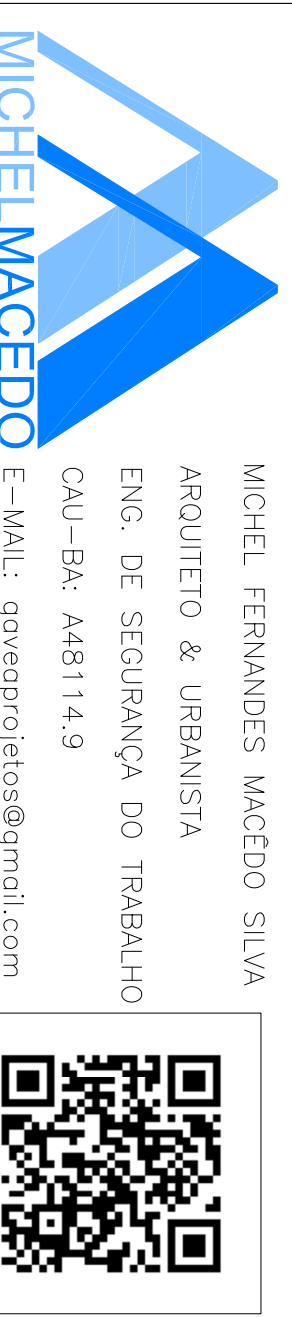 MICHELMACEDO
MICHEL FERNANDES MACÊDO SILVA
ARQUITETO & URBANISTA
ENG. DE SEGURANÇA DO TRABALHO
CAU-BA: A48114.9
E-MAIL: gaveaprojetos@gmail.com